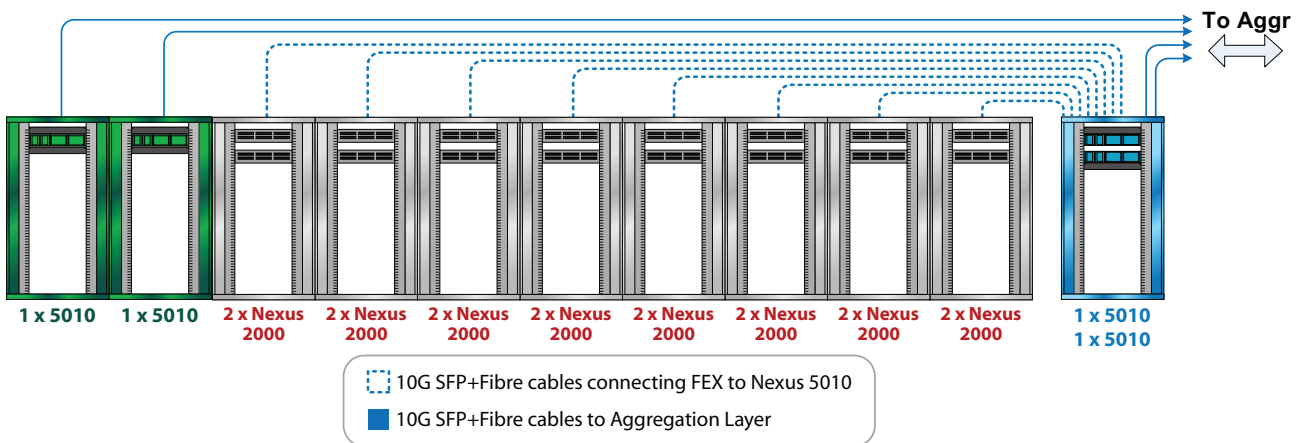 To Aggr
1 x 5010
1 x 5010
2 x Nexus
2000
2 x Nexus
2000
2 x Nexus
2000
2 x Nexus
2000
2 x Nexus
2000
2 x Nexus
2000
2 x Nexus
2000
2 x Nexus
2000
1 x 5010
1 x 5010
10G SFP+Fibre cables connecting FEX to Nexus 5010
10G SFP+Fibre cables to Aggregation Layer